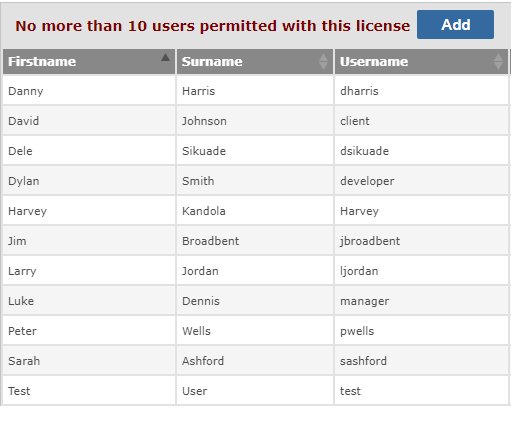 No more than 10 users permitted with this license Add
Firstname Surname Username
Danny Harris dharris
David Johnson client
Dele Sikuade dsikuade
Dylan Smith developer
Harvey Kandola Harvey
Jim Broadbent jbroadbent
Larry Jordan ljordan
Luke Dennis manager
Peter Wells pwells
Sarah Ashford sashford
Test User test